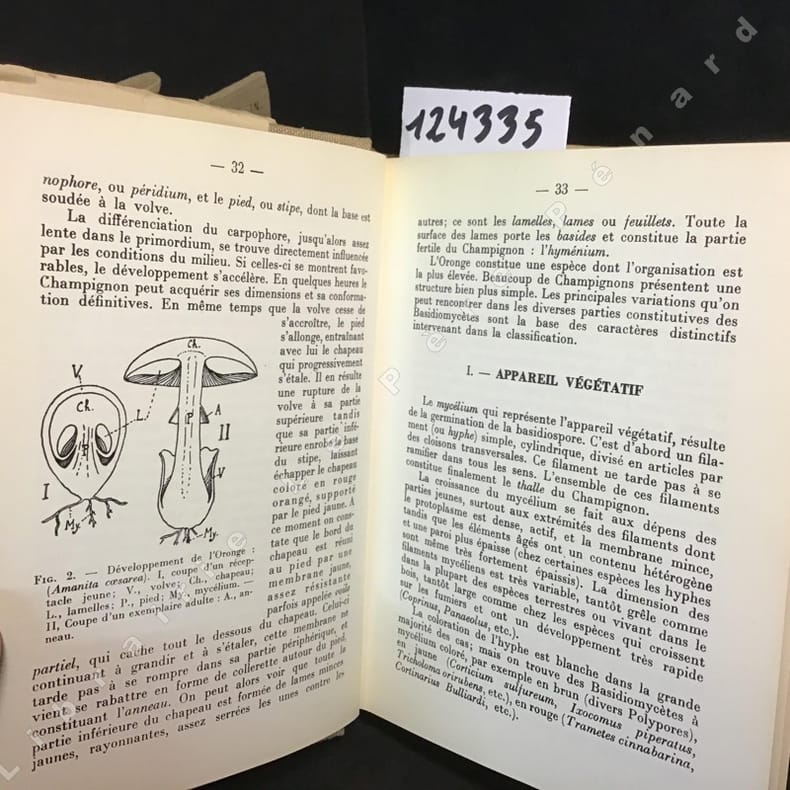 124335
— 32 —
nophore, ou péridium, et le pied, ou stipe, dont la base est
soudée à la volve.
La différenciation du carpophore, jusqu'alors assez
lente dans le primordium, se trouve directement influencée
par les conditions du milieu. Si celles-ci se montrent favo-
rables, le développement s'accélère. En quelques heures le
Champignon peut acquérir ses dimensions et sa conforma-
tion définitives. En même temps que la volve cesse de
s'accroître, le pied
s'allonge, entraînant
avec lui le chapeau
qui progressivement
s'étale. Il en résulte
une rupture de la
volve à sa partie
supérieure tandis
que sa partie infé-
rieure enrobe la base
du stipe, laissant
échapper le chapeau
coloré en rouge
orangé, supporté
par le pied jaune. A
ce moment on cons-
tate que le bord du
chapeau est réuni
au pied par une
membrane jaune,
assez résistante
parfois appelée voile
V.
Ch.
P
I
My.
L.
Ch.
P
A
II
V
My.
FIG. 2. — Développement de l'Oronge :
(Amanita cæsarea). I, coupe d'un récep-
tacle jeune; V., volve; Ch., chapeau;
L., lamelles; P., pied; My., mycélium. —
II, Coupe d'un exemplaire adulte : A., an-
neau.
partiel, qui cache tout le dessous du chapeau. Celui-ci
continuant à grandir et à s'étaler, cette membrane ne
tarde pas à se rompre dans sa partie périphérique, et
vient se rabattre en forme de collerette autour du pied,
constituant l'anneau. On peut alors voir que toute la
partie inférieure du chapeau est formée de lames minces
jaunes, rayonnantes, assez serrées les unes contre les
— 33 —
autres; ce sont les lamelles, lames ou feuillets. Toute la
surface des lames porte les basides et constitue la partie
fertile du Champignon : l'hyménium.
L'Oronge constitue une espèce dont l'organisation est
la plus élevée. Beaucoup de Champignons présentent une
structure bien plus simple. Les principales variations qu'on
peut rencontrer dans les diverses parties constitutives des
Basidiomycètes sont la base des caractères distinctifs
intervenant dans la classification.
I. — APPAREIL VÉGÉTATIF
Le mycélium qui représente l'appareil végétatif, résulte
de la germination de la basidiospore. C'est d'abord un fila-
ment (ou hyphe) simple, cylindrique, divisé en articles par
des cloisons transversales. Ce filament ne tarde pas à se
ramifier dans tous les sens. L'ensemble de ces filaments
constitue finalement le thalle du Champignon.
La croissance du mycélium se fait aux dépens des
parties jeunes, surtout aux extrémités des filaments dont
le protoplasme est dense, actif, et la membrane mince,
tandis que les éléments âgés ont un contenu hétérogène
et une paroi plus épaisse (chez certaines espèces les hyphes
sont même très fortement épaissis). La dimension des
filaments mycéliens est très variable, tantôt grêle comme
dans la plupart des espèces terrestres ou vivant dans le
bois, tantôt large comme chez les espèces qui croissent
sur les fumiers et ont un développement très rapide
(Coprinus, Panaeolus, etc.).
La coloration de l'hyphe est blanche dans la grande
majorité des cas; mais on trouve des Basidiomycètes à
mycélium coloré, par exemple en brun (divers Polypores),
en jaune (Corticium sulfureum, Ixocomus piperatus,
Tricholoma orirubens, etc.), en rouge (Trametes cinnabarina,
Cortinarius Bulliardi, etc.).